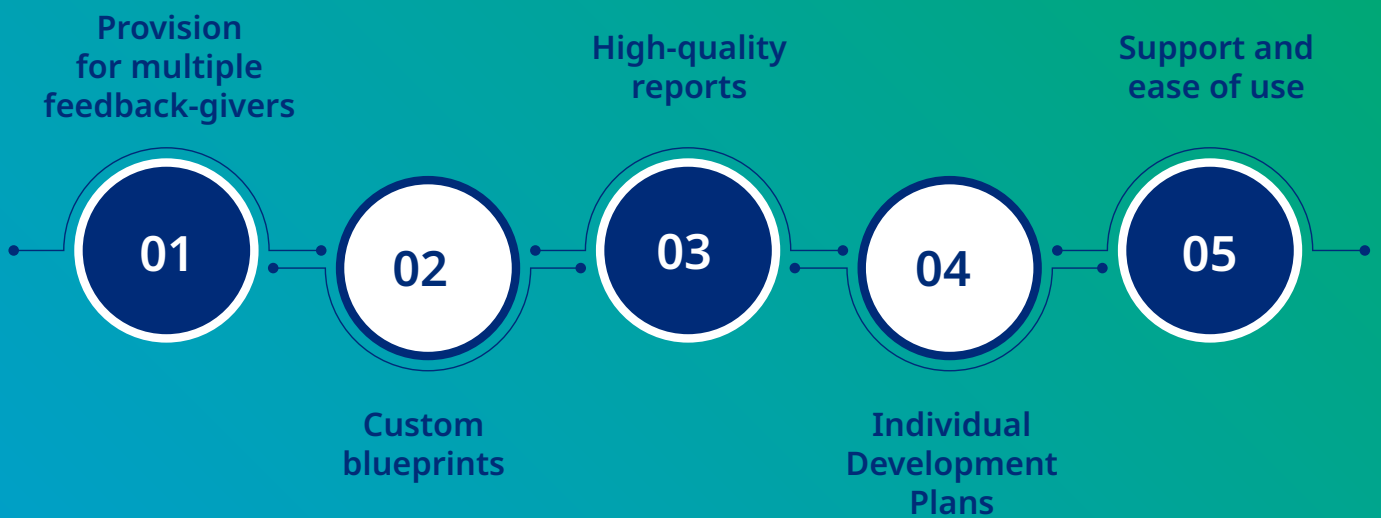 Provision
for multiple
feedback-givers
01
Custom
blueprints
02
High-quality
reports
03
Individual
Development
Plans
04
Support and
ease of use
05